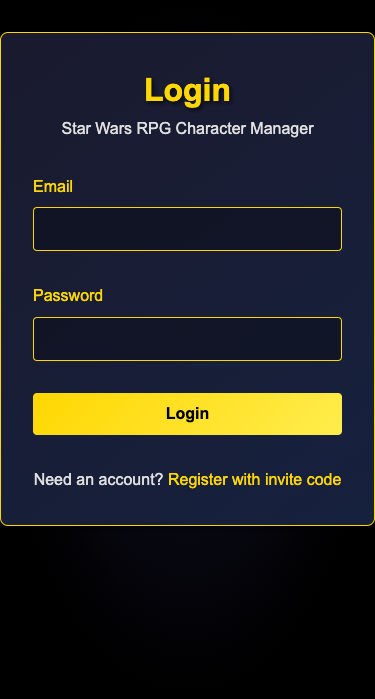 Login
Star Wars RPG Character Manager
Email
Password
Login
Need an account? Register with invite code